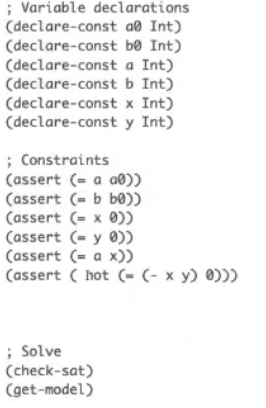 ; Variable declarations
(declare-const a0 Int)
(declare-const b0 Int)
(declare-const a Int)
(declare-const b Int)
(declare-const x Int)
(declare-const y Int)
; Constraints
(assert (= a a0))
(assert (= b b0))
(assert (= x 0))
(assert (= y 0))
(assert (= a x))
(assert ( not (= (- x y) 0)))
; Solve
(check-sat)
(get-model)